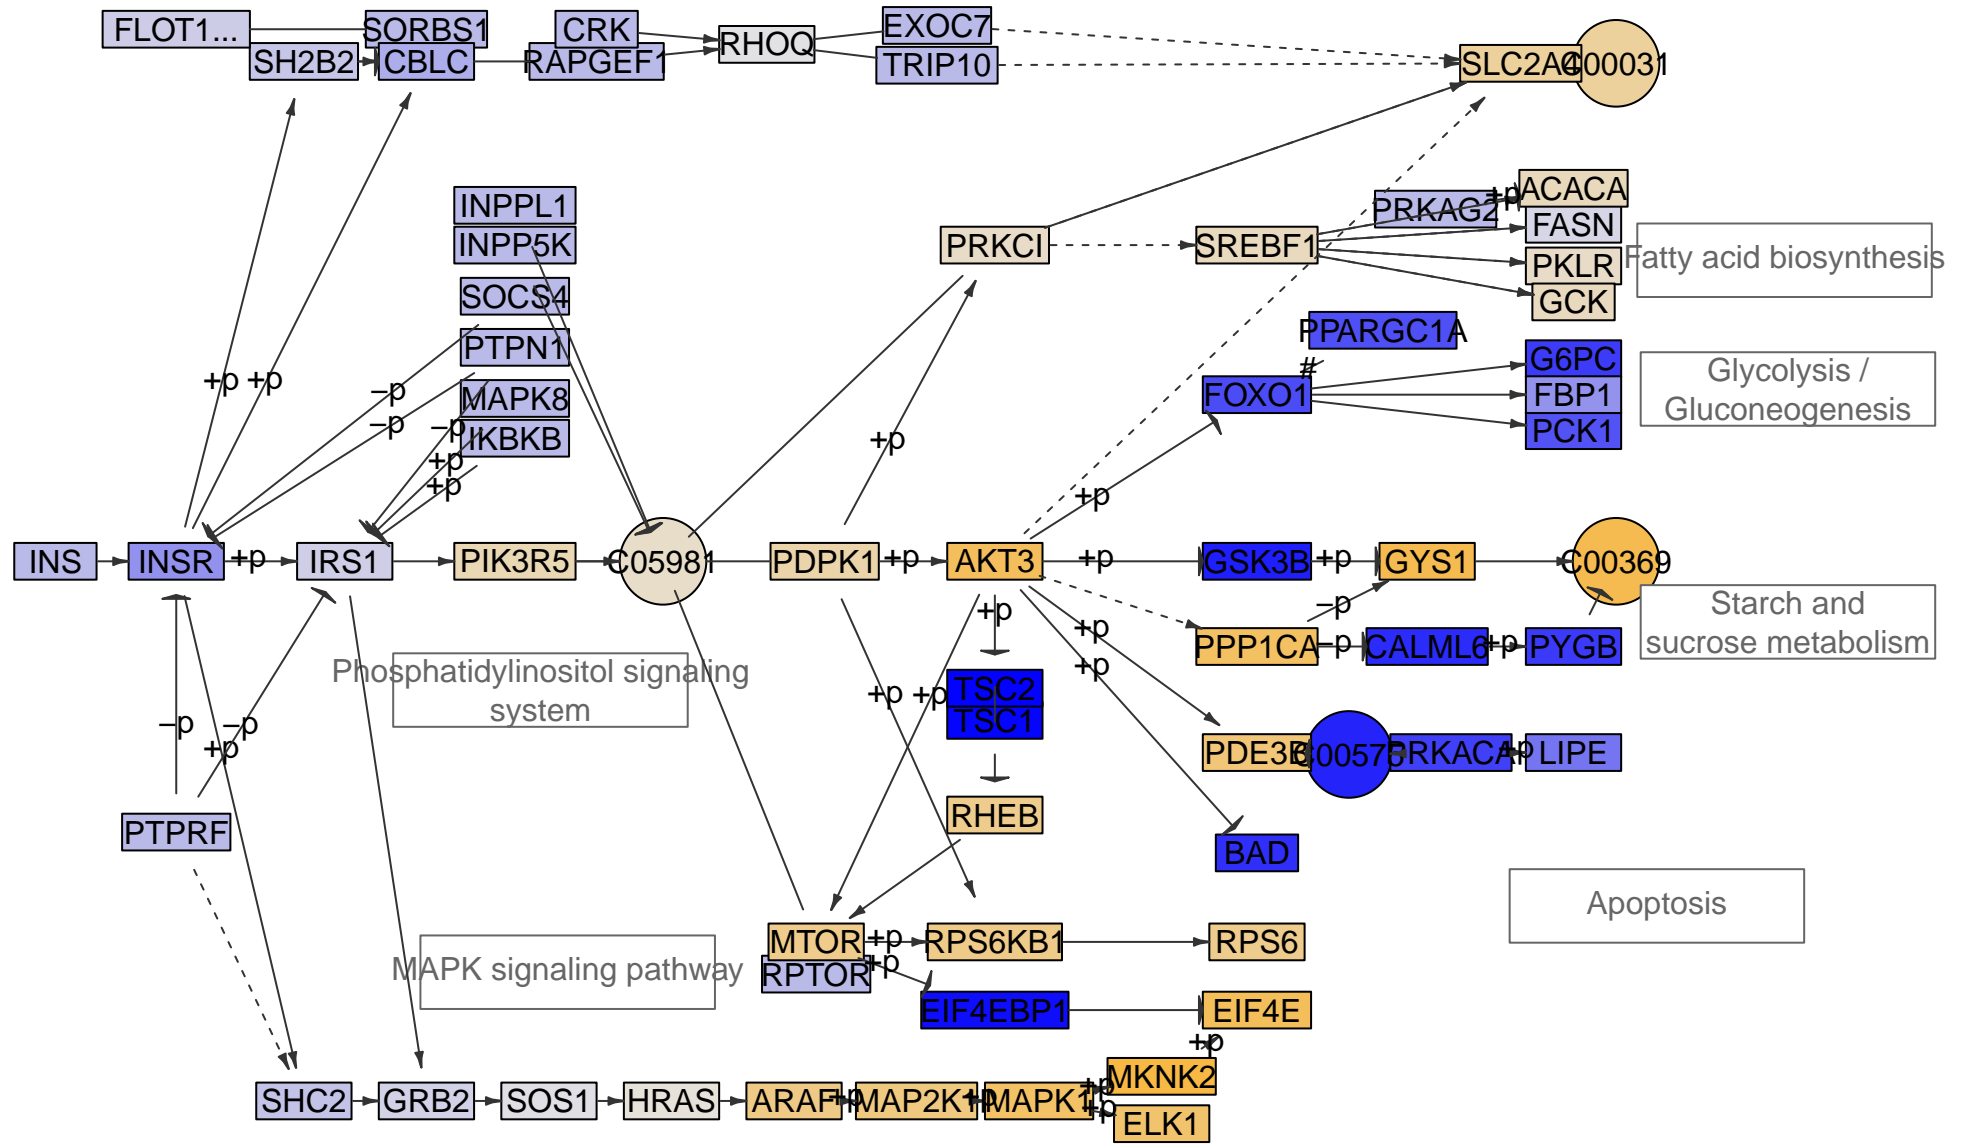 FLOT1...
SORBS1
CRK
EXOC7
SH2B2
CBLC
RAPGEF1
RHOQ
TRIP10
SLC2A4
C00031
INPPL1
INPP5K
SOCS4
PTPN1
MAPK8
IKBKB
PRKCI
SREBF1
PRKAG2
+p
ACACA
FASN
PKLR
GCK
Fatty acid biosynthesis
PPARGC1A
#
FOXO1
G6PC
FBP1
PCK1
Glycolysis /
Gluconeogenesis
+p
+p
−p
−p
−p
+p
+p
+p
+p
INS
INSR
+p
IRS1
PIK3R5
C05981
PDPK1
+p
AKT3
+p
GSK3B
+p
GYS1
C00369
+p
−p
Starch and
sucrose metabolism
+p
PPP1CA
−p
CALML6
+p
PYGB
Phosphatidylinositol signaling
system
+p
+p
+p
TSC2
TSC1
−p
+p
−p
PDE3B
C00575
PRKACA
+p
LIPE
PTPRF
RHEB
BAD
Apoptosis
MTOR
+p
RPS6KB1
RPS6
MAPK signaling pathway
RPTOR
+p
EIF4EBP1
EIF4E
+p
SHC2
GRB2
SOS1
HRAS
ARAF
+p
MAP2K1
+p
MAPK1
+p
+p
MKNK2
ELK1